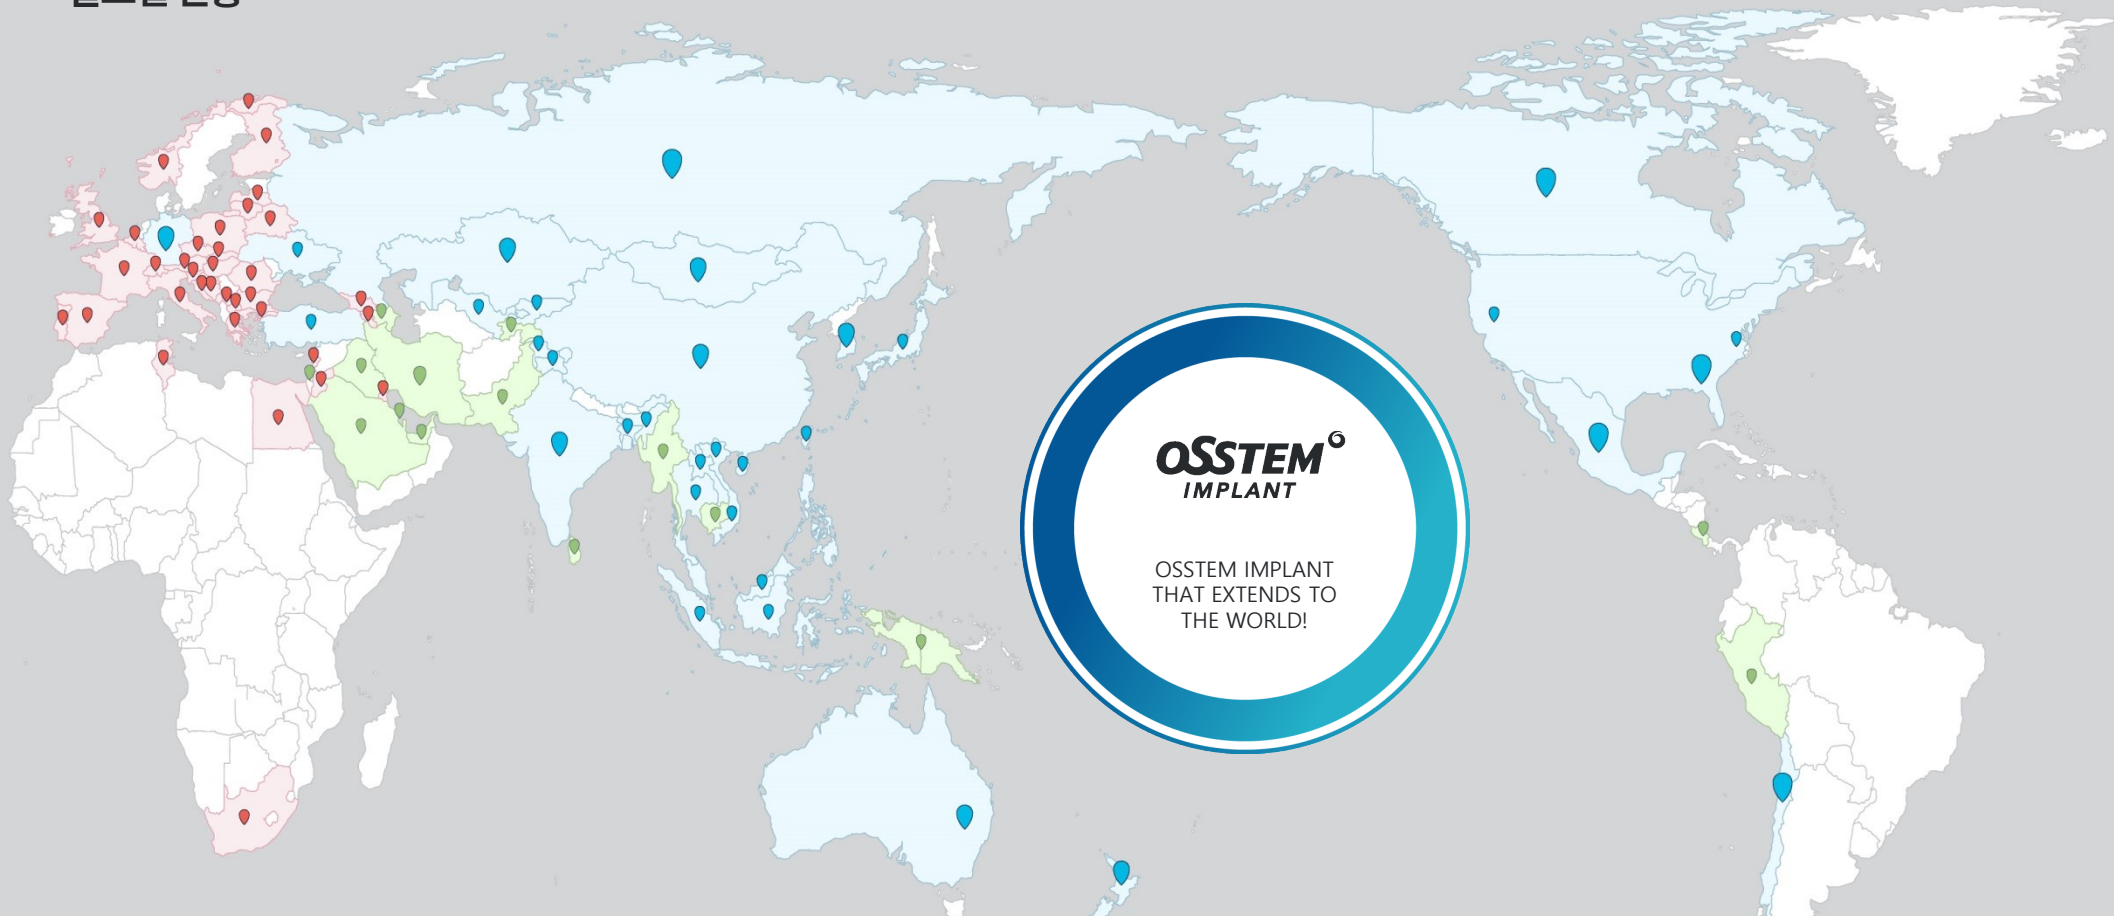 OSSTEM
IMPLANT
OSSTEM IMPLANT
THAT EXTENDS TO
THE WORLD!